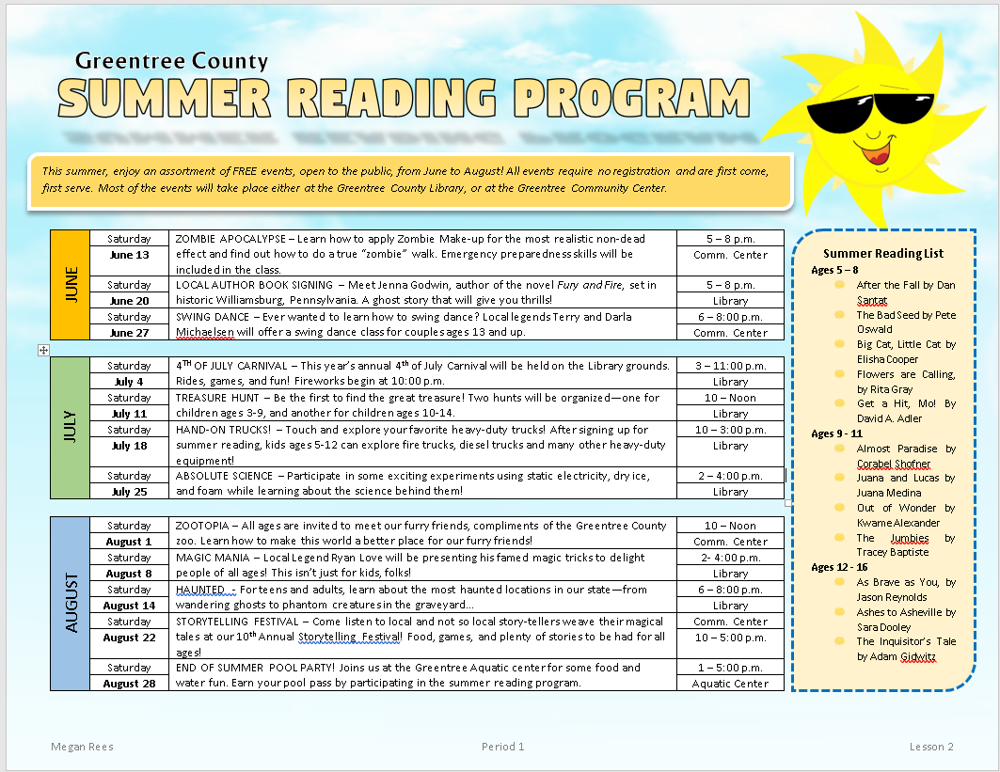 Greentree County
SUMMER READING PROGRAM
This summer, enjoy an assortment of FREE events, open to the public, from June to August! All events require no registration and are first come,
first serve. Most of the events will take place either at the Greentree County Library, or at the Greentree Community Center.
JUNE
Saturday
June 13
ZOMBIE APOCALYPSE – Learn how to apply Zombie Make-up for the most realistic non-dead
effect and find out how to do a true "zombie" walk. Emergency preparedness skills will be
included in the class.
5 – 8 p.m.
Comm. Center
Saturday
June 20
LOCAL AUTHOR BOOK SIGNING – Meet Jenna Godwin, author of the novel Fury and Fire, set in
historic Williamsburg, Pennsylvania. A ghost story that will give you thrills!
5 – 8 p.m.
Library
Saturday
June 27
SWING DANCE – Ever wanted to learn how to swing dance? Local legends Terry and Darla
Michaelsen will offer a swing dance class for couples ages 13 and up.
6 – 8:00 p.m.
Comm. Center
JULY
Saturday
July 4
4TH OF JULY CARNIVAL – This year's annual 4th of July Carnival will be held on the Library grounds.
Rides, games, and fun! Fireworks begin at 10:00 p.m.
3 – 11:00 p.m.
Library
Saturday
July 11
TREASURE HUNT – Be the first to find the great treasure! Two hunts will be organized—one for
children ages 3-9, and another for children ages 10-14.
10 – Noon
Library
Saturday
July 18
HAND-ON TRUCKS! – Touch and explore your favorite heavy-duty trucks! After signing up for
summer reading, kids ages 5-12 can explore fire trucks, diesel trucks and many other heavy-duty
equipment!
10 – 3:00 p.m.
Library
Saturday
July 25
ABSOLUTE SCIENCE – Participate in some exciting experiments using static electricity, dry ice,
and foam while learning about the science behind them!
2 – 4:00 p.m.
Library
AUGUST
Saturday
August 1
ZOOTOPIA – All ages are invited to meet our furry friends, compliments of the Greentree County
zoo. Learn how to make this world a better place for our furry friends!
10 – Noon
Comm. Center
Saturday
August 8
MAGIC MANIA – Local Legend Ryan Love will be presenting his famed magic tricks to delight
people of all ages! This isn't just for kids, folks!
2- 4:00 p.m.
Library
Saturday
August 14
HAUNTED - For teens and adults, learn about the most haunted locations in our state—from
wandering ghosts to phantom creatures in the graveyard…
6 – 8:00 p.m.
Library
Saturday
August 22
STORYTELLING FESTIVAL – Come listen to local and not so local story-tellers weave their magical
tales at our 10th Annual Storytelling Festival! Food, games, and plenty of stories to be had for all
ages!
Comm. Center
10 – 5:00 p.m.
Saturday
August 28
END OF SUMMER POOL PARTY! Joins us at the Greentree Aquatic center for some food and
water fun. Earn your pool pass by participating in the summer reading program.
1 – 5:00 p.m.
Aquatic Center
Summer Reading List
Ages 5 – 8
After the Fall by Dan
Santat
The Bad Seed by Pete
Oswald
Big Cat, Little Cat by
Elisha Cooper
Flowers are Calling,
by Rita Gray
Get a Hit, Mo! By
David A. Adler
Ages 9 - 11
Almost Paradise by
Corabel Shofner
Juana and Lucas by
Juana Medina
Out of Wonder by
Kwame Alexander
The Jumbies by
Tracey Baptiste
Ages 12 - 16
As Brave as You, by
Jason Reynolds
Ashes to Asheville by
Sara Dooley
The Inquisitor's Tale
by Adam Gidwitz
Megan Rees
Period 1
Lesson 2